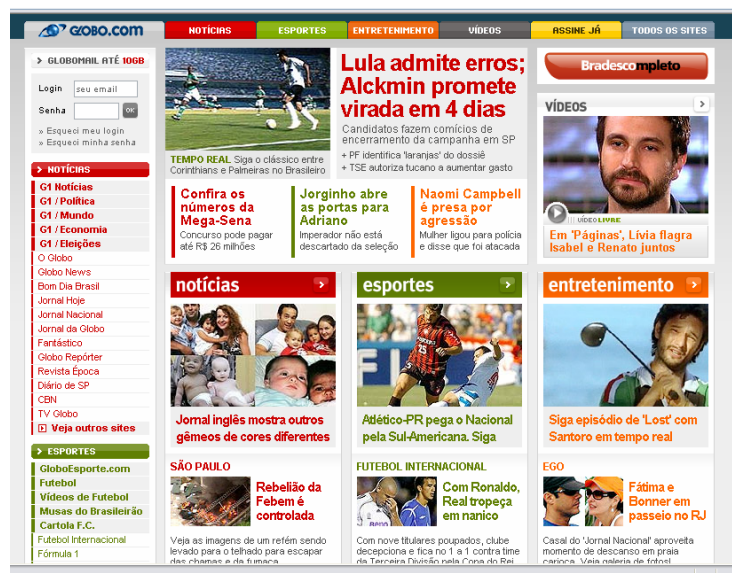 GLOBO.COM
NOTÍCIAS
ESPORTES
ENTRETENIMENTO
VÍDEOS
ASSINE JÁ
TODOS OS SITES
GLOBOMAIL ATÉ 10GB
Login seu email
Senha OK
» Esqueci meu login
» Esqueci minha senha
NOTÍCIAS
G1 Notícias
G1 / Política
G1 / Mundo
G1 / Economia
G1 / Eleições
O Globo
Globo News
Bom Dia Brasil
Jornal Hoje
Jornal Nacional
Jornal da Globo
Fantástico
Globo Repórter
Revista Época
Diário de SP
CBN
TV Globo
Veja outros sites
ESPORTES
GloboEsporte.com
Futebol
Vídeos de Futebol
Musas do Brasileirão
Cartola F.C.
Futebol Internacional
Fórmula 1
TEMPO REAL Siga o clássico entre
Corinthians e Palmeiras no Brasileiro
Lula admite erros;
Alckmin promete
virada em 4 dias
Candidatos fazem comícios de
encerramento da campanha em SP
+ PF identifica 'laranjas' do dossiê
+ TSE autoriza tucano a aumentar gasto
Confira os
números da
Mega-Sena
Concurso pode pagar
até R$ 26 milhões
Jorginho abre
as portas para
Adriano
Imperador não está
descartado da seleção
Naomi Campbell
é presa por
agressão
Mulher ligou para polícia
e disse que foi atacada
Bradescompleto
VÍDEOS
VÍDEO LIVRE
Em 'Páginas', Lívia flagra
Isabel e Renato juntos
notícias
Jornal inglês mostra outros
gêmeos de cores diferentes
SÃO PAULO
Rebelião da
Febem é
controlada
Veja as imagens de um refém sendo
levado para o telhado para escapar
das chamas e da fumaça
esportes
Atlético-PR pega o Nacional
pela Sul-Americana. Siga
FUTEBOL INTERNACIONAL
Com Ronaldo,
Real tropeça
em nanico
Com nove titulares poupados, clube
decepciona e fica no 1 a 1 contra time
da Terceira Divisão pela Copa do Rei
entretenimento
Siga episódio de 'Lost' com
Santoro em tempo real
EGO
Fátima e
Bonner em
passeio no RJ
Casal do 'Jornal Nacional' aproveita
momento de descanso em praia
carioca. Veja galeria de fotos!